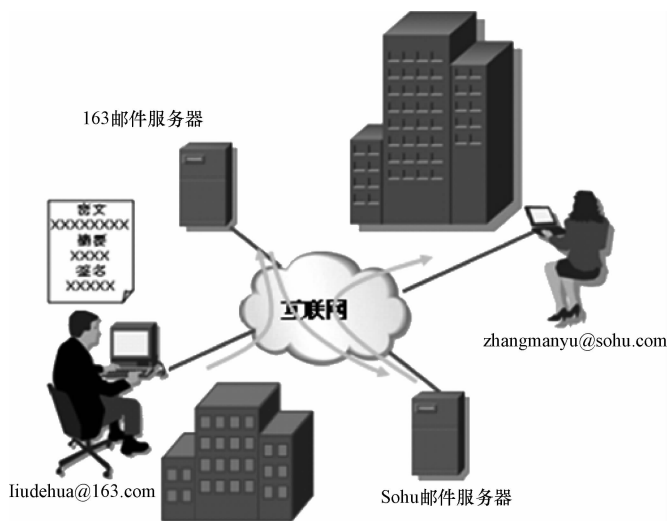 163邮件服务器
密文
XXXXXXXX
摘要
XXXX
签名
XXXXX
互联网
zhangmanyu@sohu.com
liudehua@163.com
Sohu邮件服务器